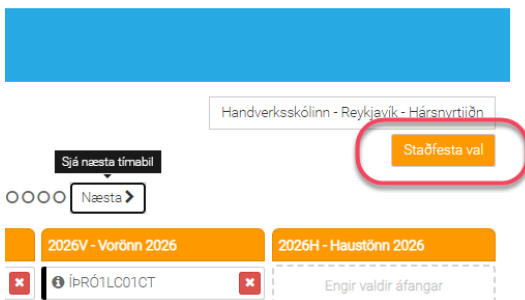 Handverksskólinn - Reykjavík - Hársnyrtiiðn
Staðfesta val
Sjá næsta tímabil
Næsta
2026V - Vorönn 2026
2026H - Haustönn 2026
ÍÞRÓ1LC01CT
Engir valdir áfangar